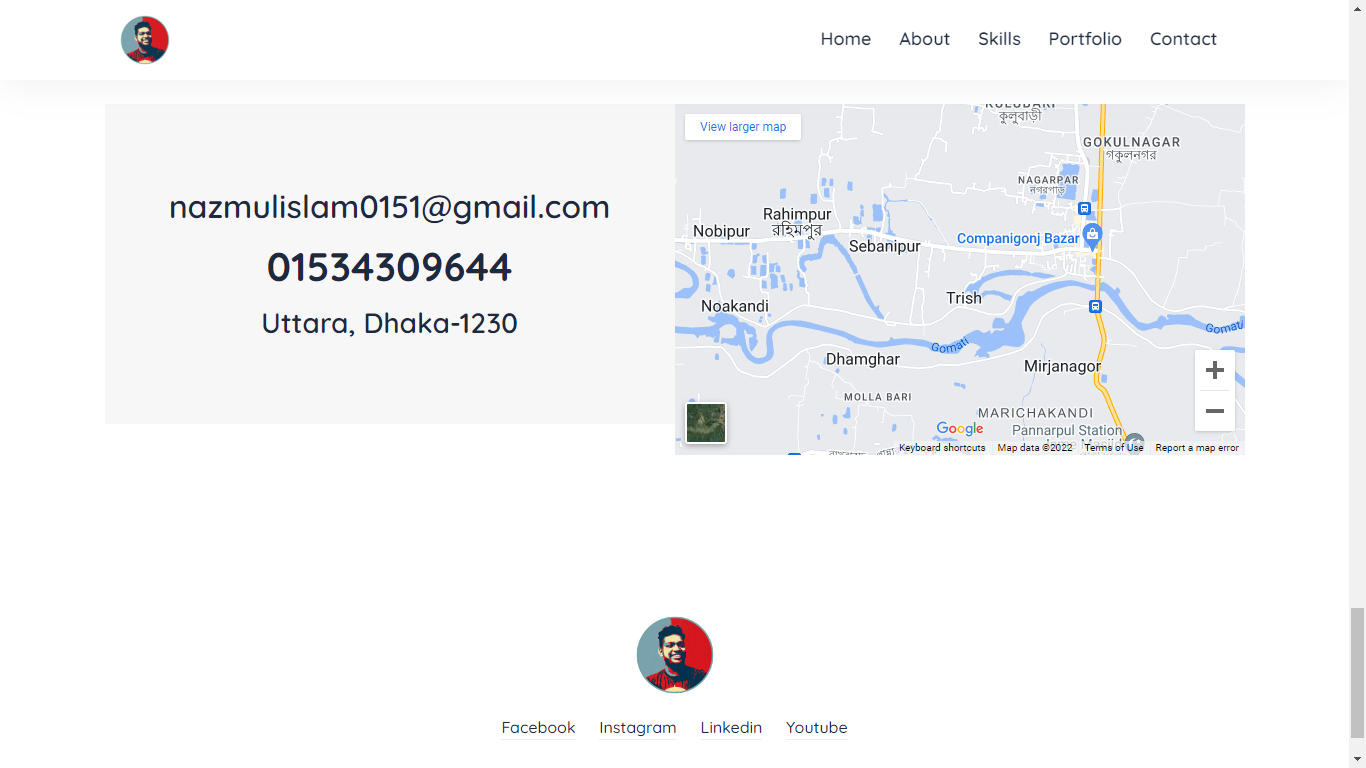 Home About Skills Portfolio Contact
nazmulislam0151@gmail.com
01534309644
Uttara, Dhaka-1230
View larger map
কুলুবাড়ী
GOKULNAGAR
গকুলনগর
NAGARPAR
নগরপাড়
Rahimpur
রহিমপুর
Nobipur
Sebanipur
Companigonj Bazar
Noakandi
Trish
Gomati
Gomati
Dhamghar
Mirjanagor
MOLLA BARI
MARICHAKANDI
Pannarpul Station
Google
Keyboard shortcuts Map data ©2022 Terms of Use Report a map error
Facebook Instagram Linkedin Youtube